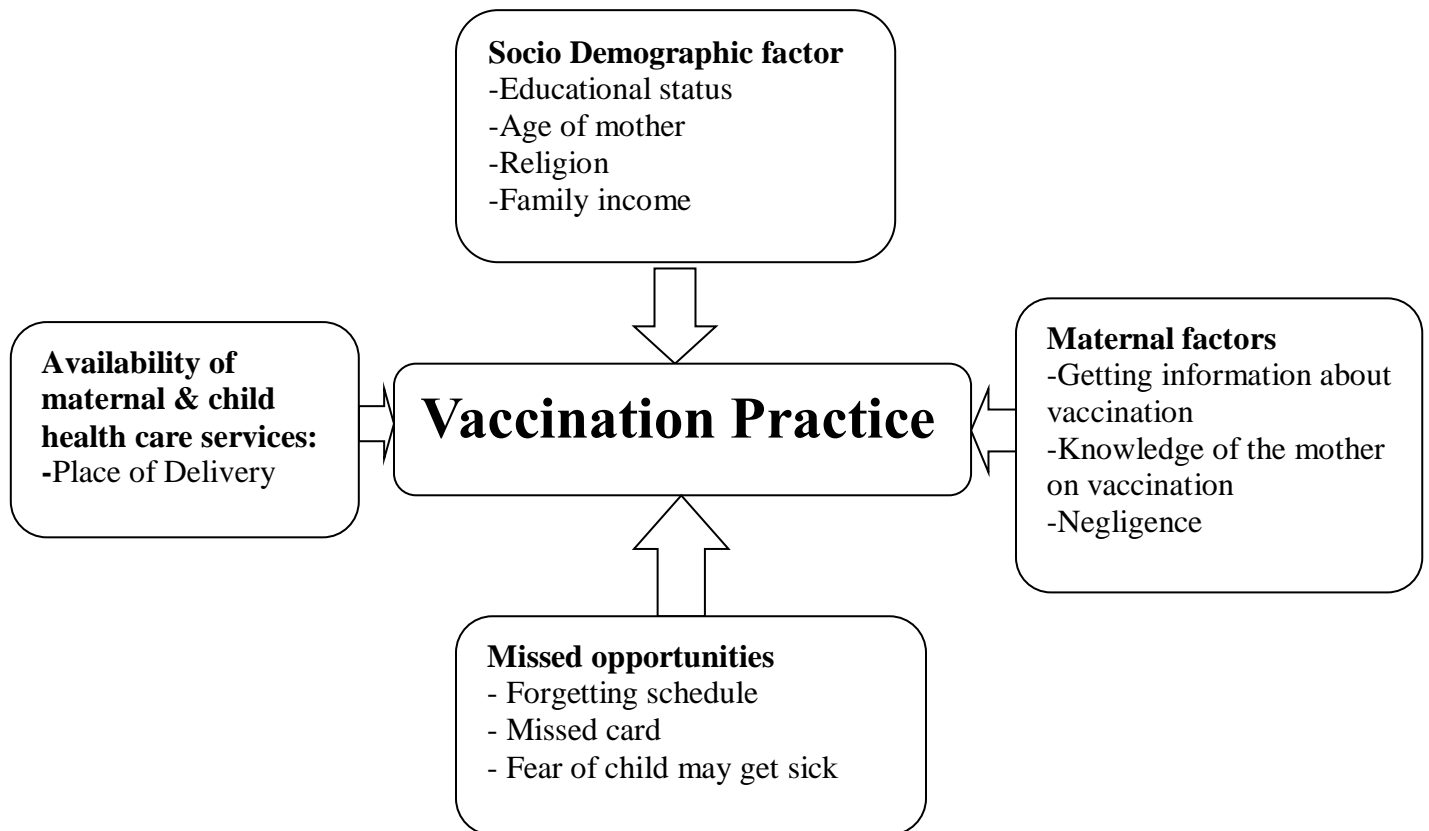 Socio Demographic factor
-Educational status
-Age of mother
-Religion
-Family income
Availability of
maternal & child
health care services:
-Place of Delivery
Vaccination Practice
Maternal factors
-Getting information about
vaccination
-Knowledge of the mother
on vaccination
-Negligence
Missed opportunities
- Forgetting schedule
- Missed card
- Fear of child may get sick